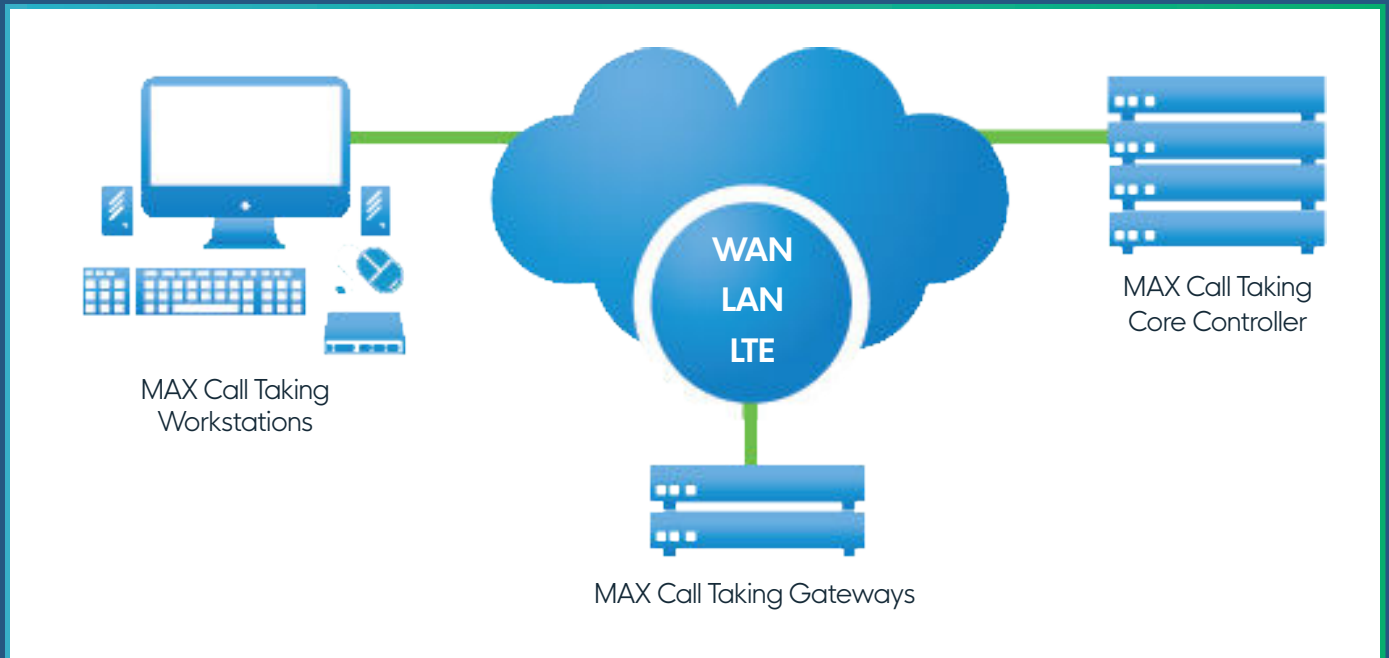 WAN
LAN
LTE
MAX Call Taking
Core Controller
MAX Call Taking
Workstations
MAX Call Taking Gateways